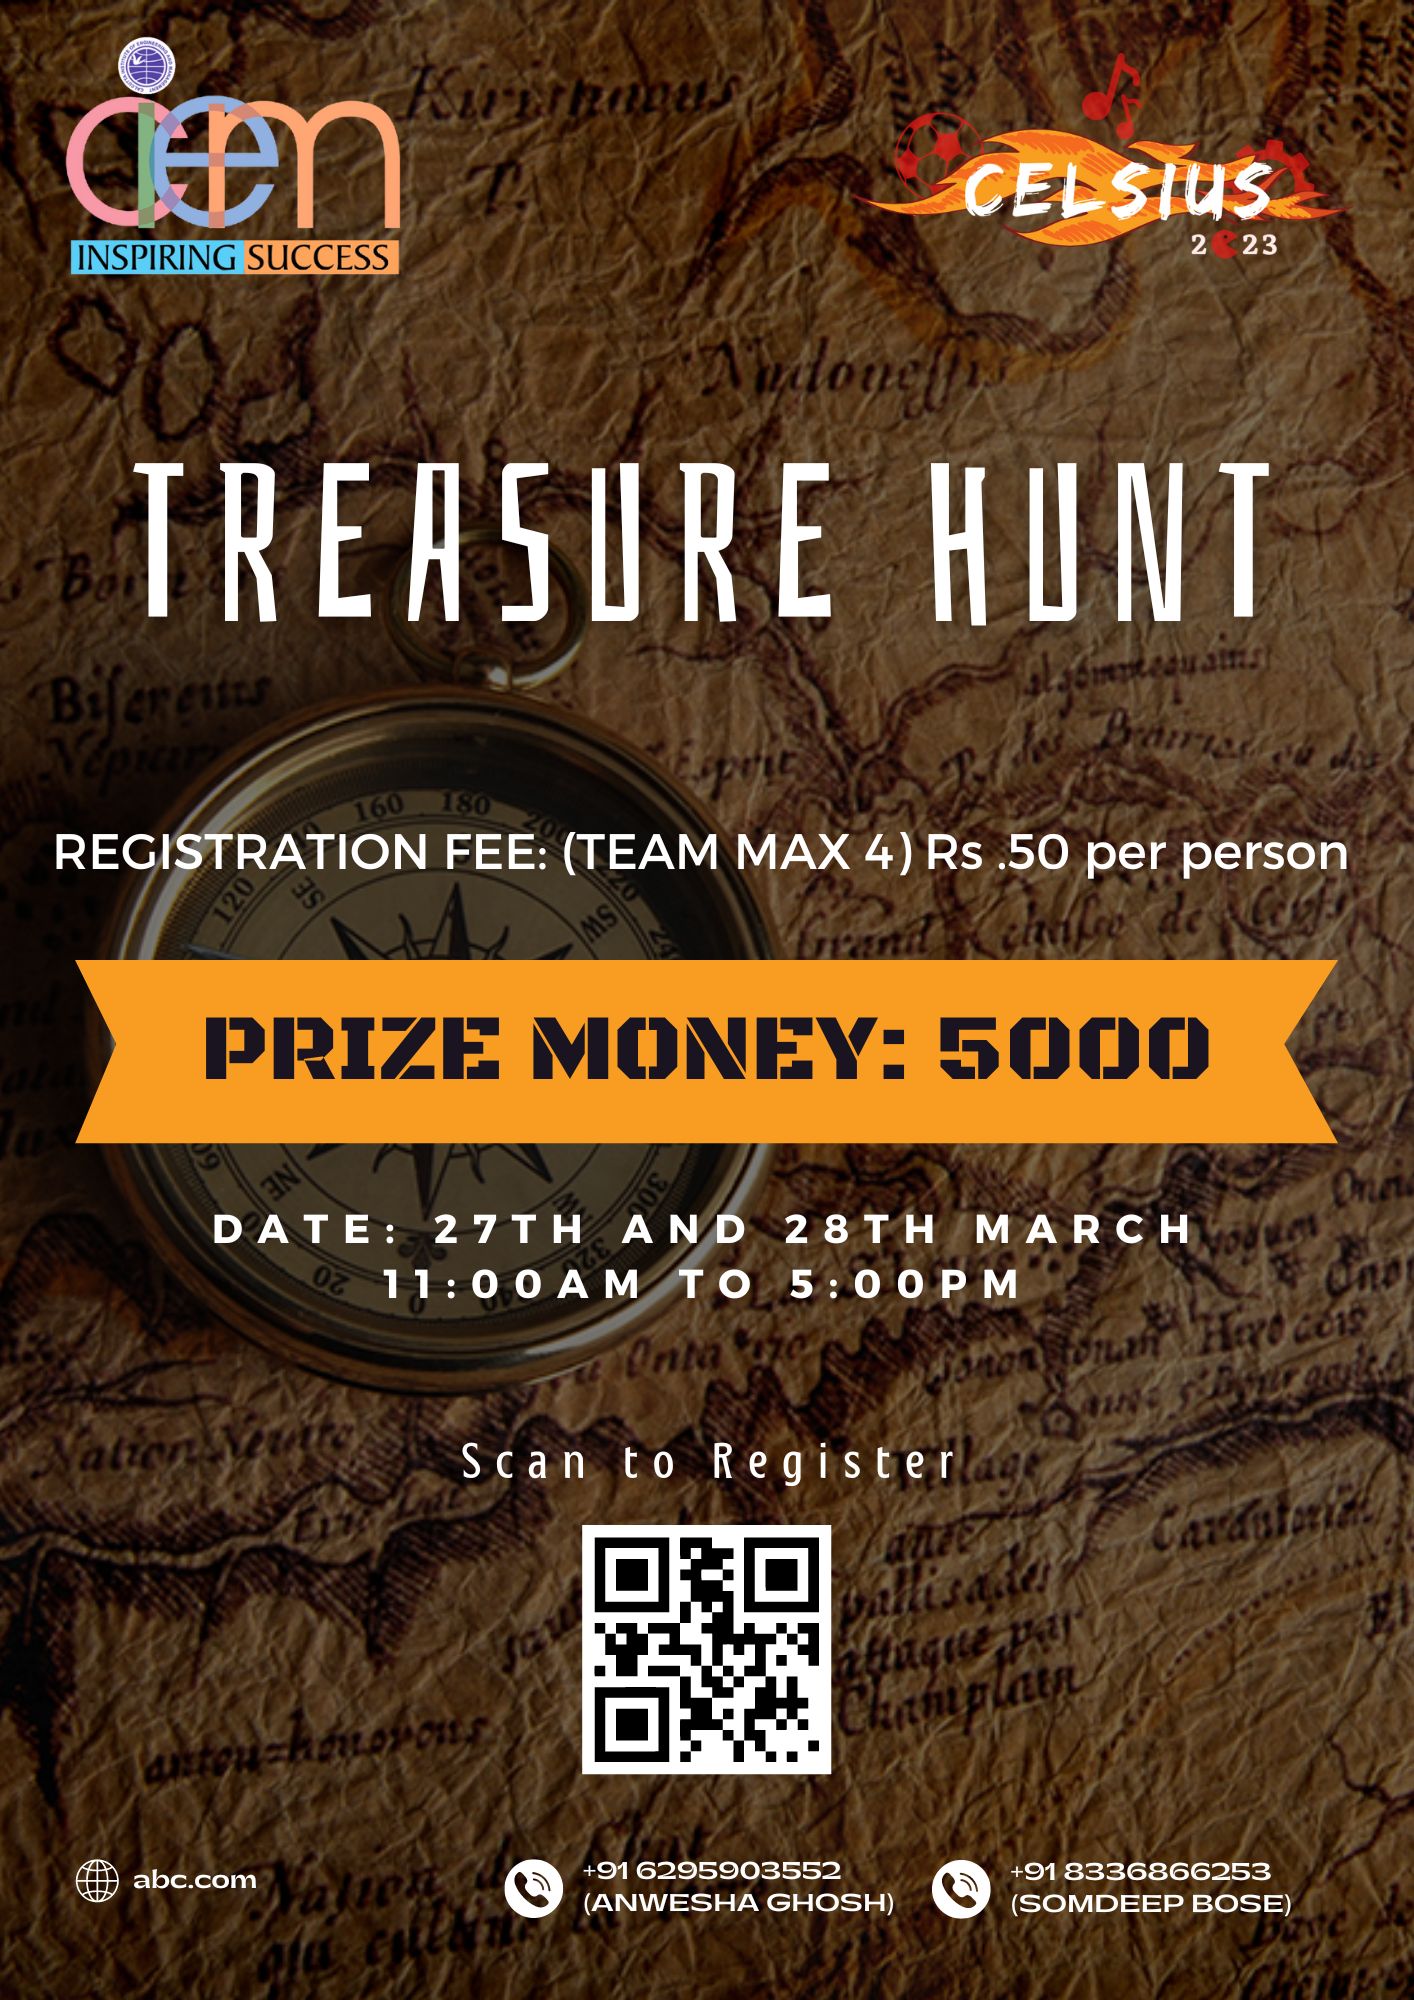 ciem
INSPIRING SUCCESS
CELSIUS
2023
TREASURE HUNT
REGISTRATION FEE: (TEAM MAX 4) Rs .50 per person
PRIZE MONEY: 5000
DATE: 27TH AND 28TH MARCH
11:00AM TO 5:00PM
Scan to Register
abc.com
+91 6295903552
(ANWESHA GHOSH)
+91 8336866253
(SOMDEEP BOSE)